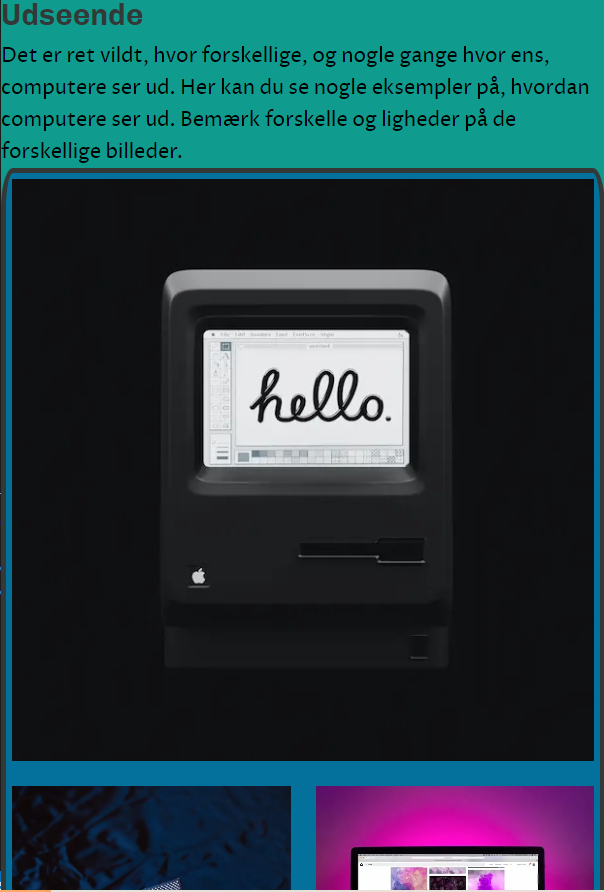 Udseende
Det er ret vildt, hvor forskellige, og nogle gange hvor ens,
computere ser ud. Her kan du se nogle eksempler på, hvordan
computere ser ud. Bemærk forskelle og ligheder på de
forskellige billeder.
hello.